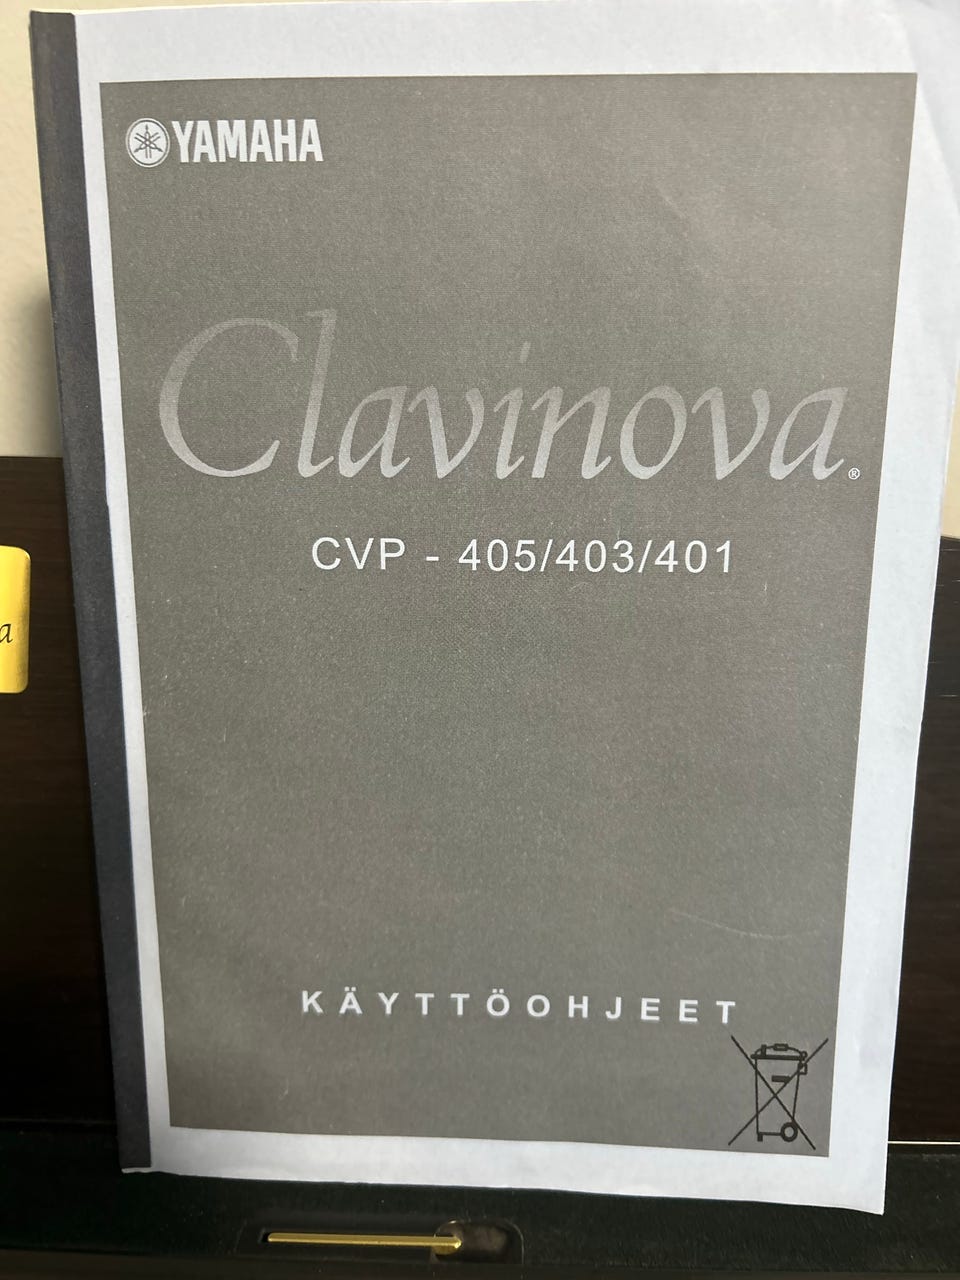 YAMAHA
Clavinova®
CVP - 405/403/401
a
KÄYTTÖOHJEET